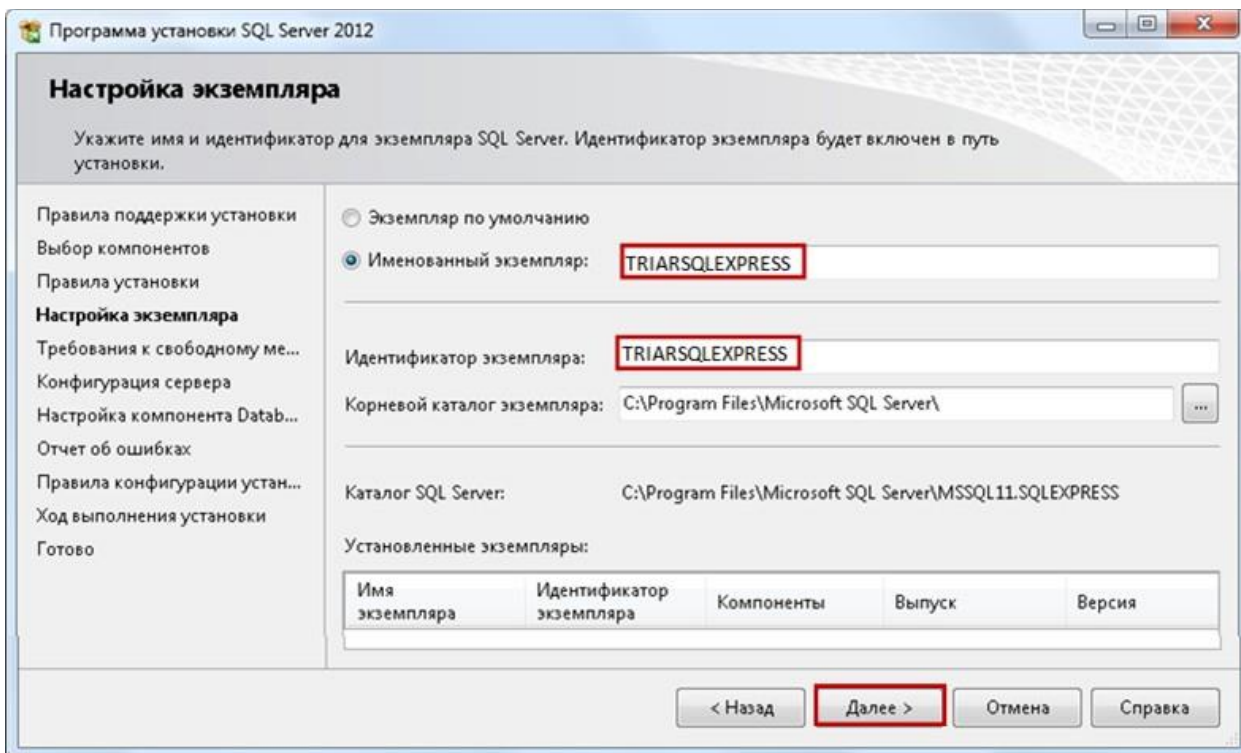 Программа установки SQL Server 2012
Настройка экземпляра
Укажите имя и идентификатор для экземпляра SQL Server. Идентификатор экземпляра будет включен в путь
установки.
Правила поддержки установки
Выбор компонентов
Правила установки
Настройка экземпляра
Требования к свободному ме...
Конфигурация сервера
Настройка компонента Datab...
Отчет об ошибках
Правила конфигурации устан...
Ход выполнения установки
Готово
Экземпляр по умолчанию
Именованный экземпляр: TRIARSQLEXPRESS
Идентификатор экземпляра: TRIARSQLEXPRESS
Корневой каталог экземпляра: C:\Program Files\Microsoft SQL Server\ ...
Каталог SQL Server: C:\Program Files\Microsoft SQL Server\MSSQL11.SQLEXPRESS
Установленные экземпляры:
Имя экземпляра Идентификатор экземпляра Компоненты Выпуск Версия
< Назад Далее > Отмена Справка